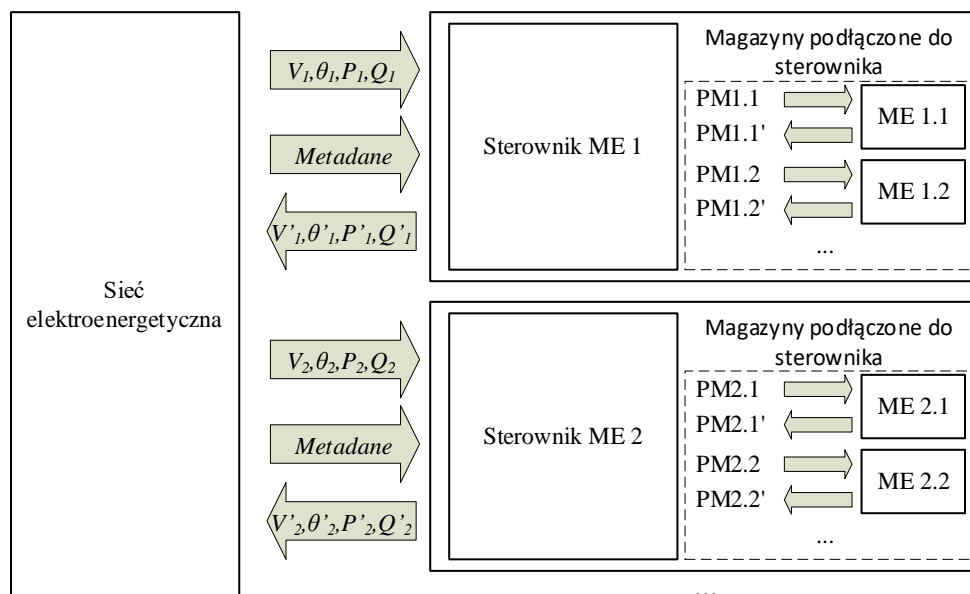 Sieć
elektroenergetyczna
V1,θ1,P1,Q1
Metadane
V’1,θ’1,P’1,Q’1
Sterownik ME 1
Magazyny podłączone do
sterownika
PM1.1
PM1.1'
ME 1.1
PM1.2
PM1.2'
ME 1.2
...
V2,θ2,P2,Q2
Metadane
V’2,θ’2,P’2,Q’2
Sterownik ME 2
Magazyny podłączone do
sterownika
PM2.1
PM2.1'
ME 2.1
PM2.2
PM2.2'
ME 2.2
...
...